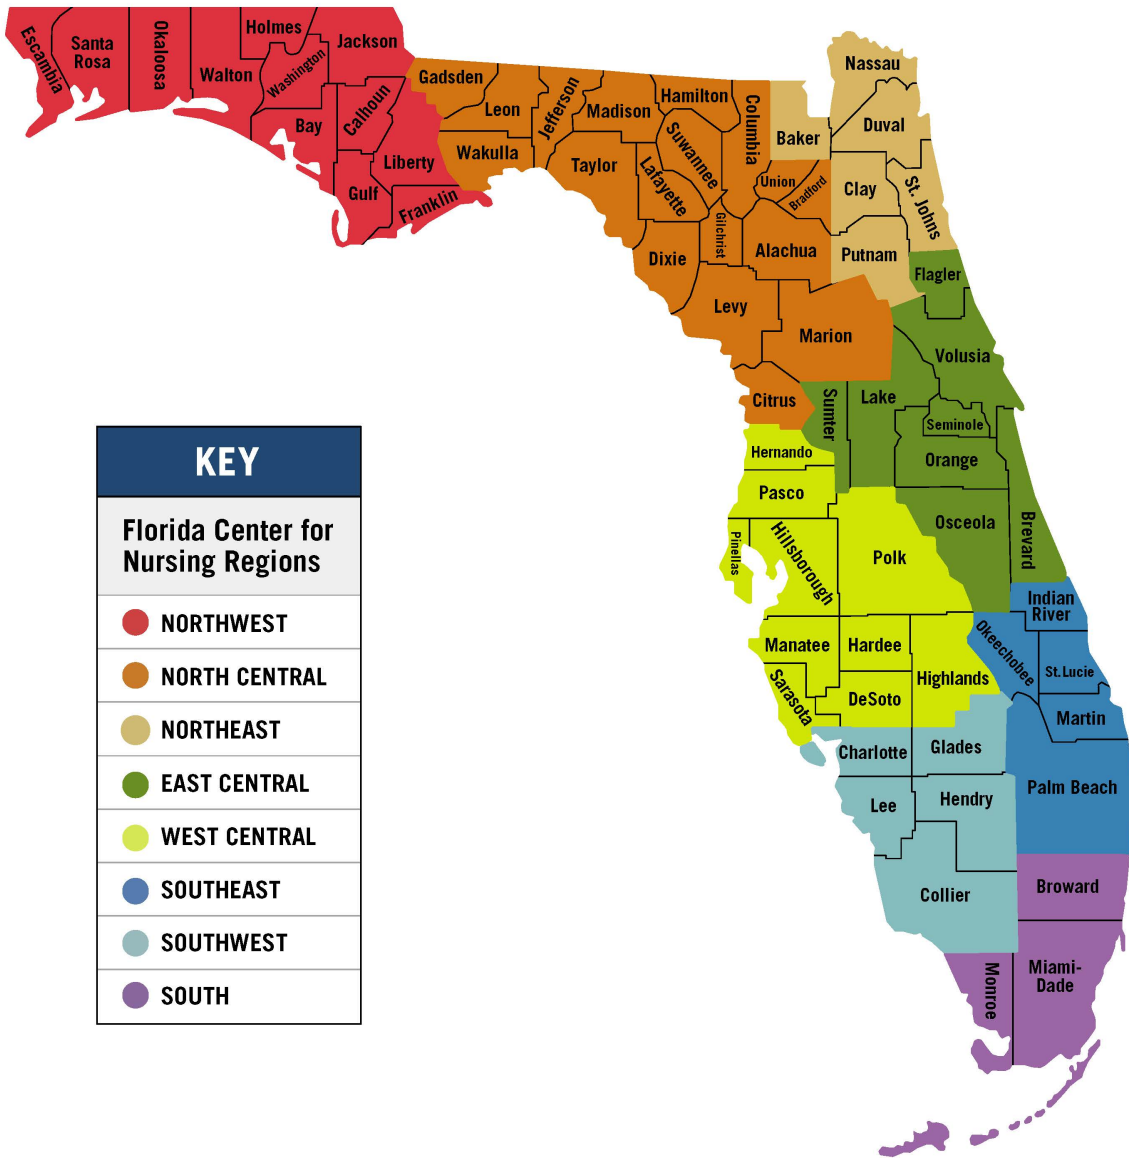 Escambia
Santa
Rosa
Okaloosa
Walton
Holmes
Washington
Jackson
Bay
Calhoun
Gulf
Liberty
Franklin
Gadsden
Leon
Wakulla
Jefferson
Madison
Taylor
Hamilton
Suwannee
Lafayette
Columbia
Dixie
Gilchrist
Union
Bradford
Alachua
Levy
Marion
Citrus
Nassau
Duval
Baker
Clay
St. Johns
Putnam
Flagler
Volusia
Sumter
Lake
Seminole
Orange
Osceola
Brevard
Hernando
Pasco
Pinellas
Hillsborough
Polk
Manatee
Hardee
Sarasota
DeSoto
Highlands
Indian
River
Okeechobee
St.Lucie
Martin
Palm Beach
Charlotte
Glades
Lee
Hendry
Collier
Broward
Miami-
Dade
Monroe
KEY
Florida Center for
Nursing Regions
NORTHWEST
NORTH CENTRAL
NORTHEAST
EAST CENTRAL
WEST CENTRAL
SOUTHEAST
SOUTHWEST
SOUTH